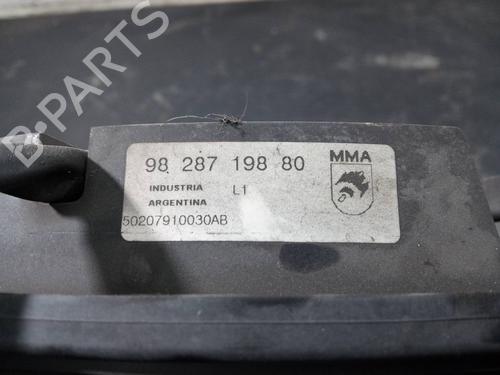 98 287 198 80
MMA
INDUSTRIA L1
ARGENTINA
50207910030AB
B-PARTS